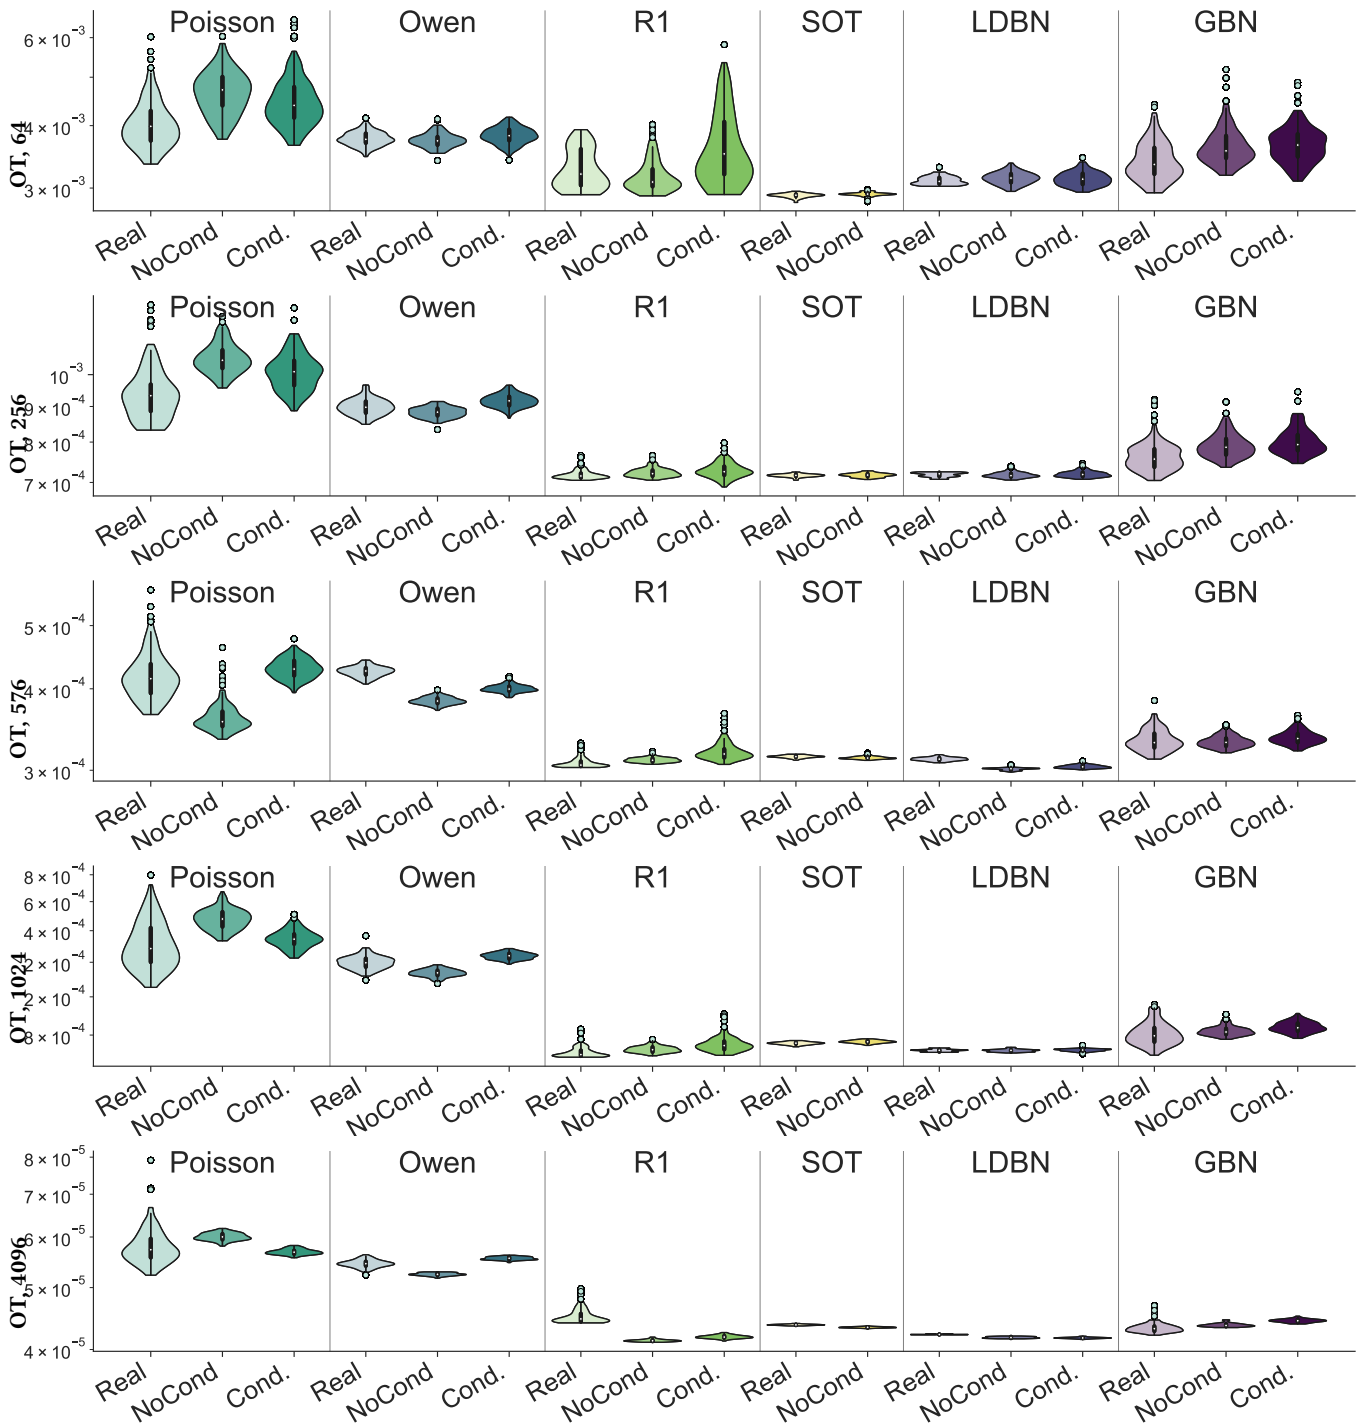 Poisson Owen R1 SOT LDBN GBN
OT, 64
6 × 10⁻³
4 × 10⁻³
3 × 10⁻³
Real NoCond Cond. Real NoCond Cond. Real NoCond Cond. Real NoCond Real NoCond Cond. Real NoCond Cond.
Poisson Owen R1 SOT LDBN GBN
OT, 256
10⁻³
9 × 10⁻⁴
8 × 10⁻⁴
7 × 10⁻⁴
Real NoCond Cond. Real NoCond Cond. Real NoCond Cond. Real NoCond Real NoCond Cond. Real NoCond Cond.
Poisson Owen R1 SOT LDBN GBN
OT, 576
5 × 10⁻⁴
4 × 10⁻⁴
3 × 10⁻⁴
Real NoCond Cond. Real NoCond Cond. Real NoCond Cond. Real NoCond Real NoCond Cond. Real NoCond Cond.
Poisson Owen R1 SOT LDBN GBN
OT, 1024
8 × 10⁻⁴
6 × 10⁻⁴
4 × 10⁻⁴
2 × 10⁻⁴
2 × 10⁻⁴
8 × 10⁻⁴
Real NoCond Cond. Real NoCond Cond. Real NoCond Cond. Real NoCond Real NoCond Cond. Real NoCond Cond.
Poisson Owen R1 SOT LDBN GBN
OT, 4096
8 × 10⁻⁵
7 × 10⁻⁵
6 × 10⁻⁵
5 × 10⁻⁵
4 × 10⁻⁵
Real NoCond Cond. Real NoCond Cond. Real NoCond Cond. Real NoCond Real NoCond Cond. Real NoCond Cond.